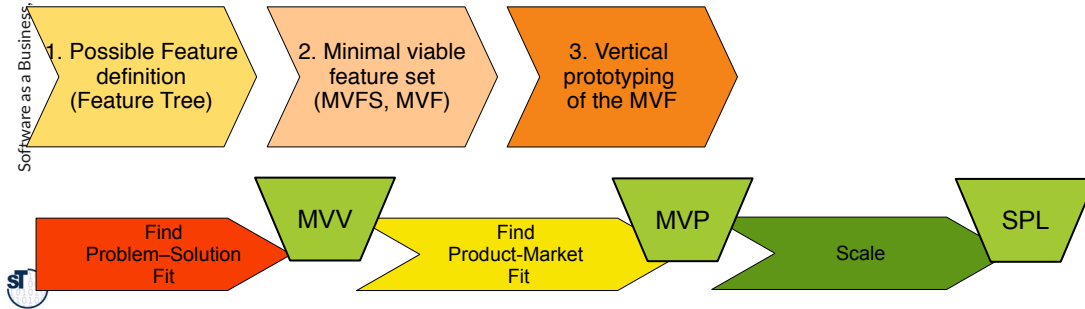 Software as a Business,
1. Possible Feature
definition
(Feature Tree)
2. Minimal viable
feature set
(MVFS, MVF)
3. Vertical
prototyping
of the MVF
MVV
MVP
SPL
Find
Problem–Solution
Fit
Find
Product-Market
Fit
Scale
ST